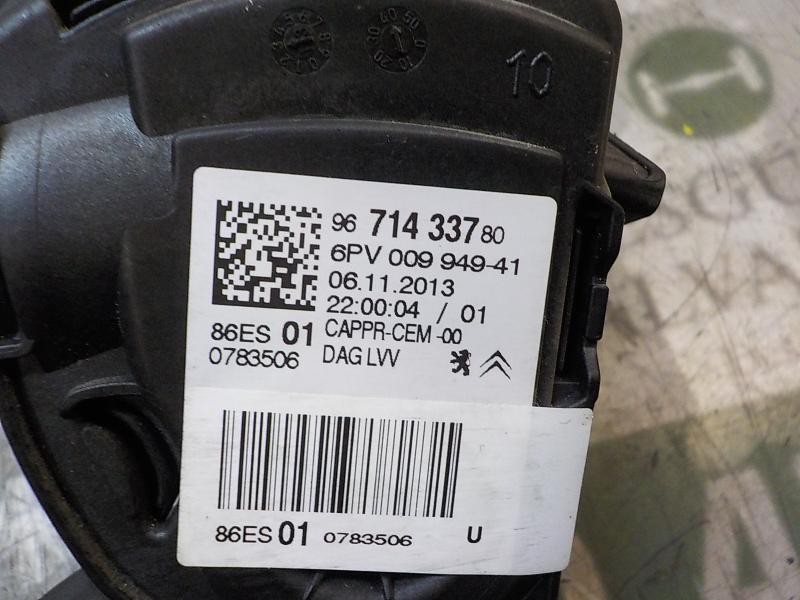 10
96 714 337 80
6PV 009 949-41
06.11.2013
22:00:04 / 01
86ES 01 CAPPR-CEM -00
0783506 DAG LVV
86ES 01 0783506 U